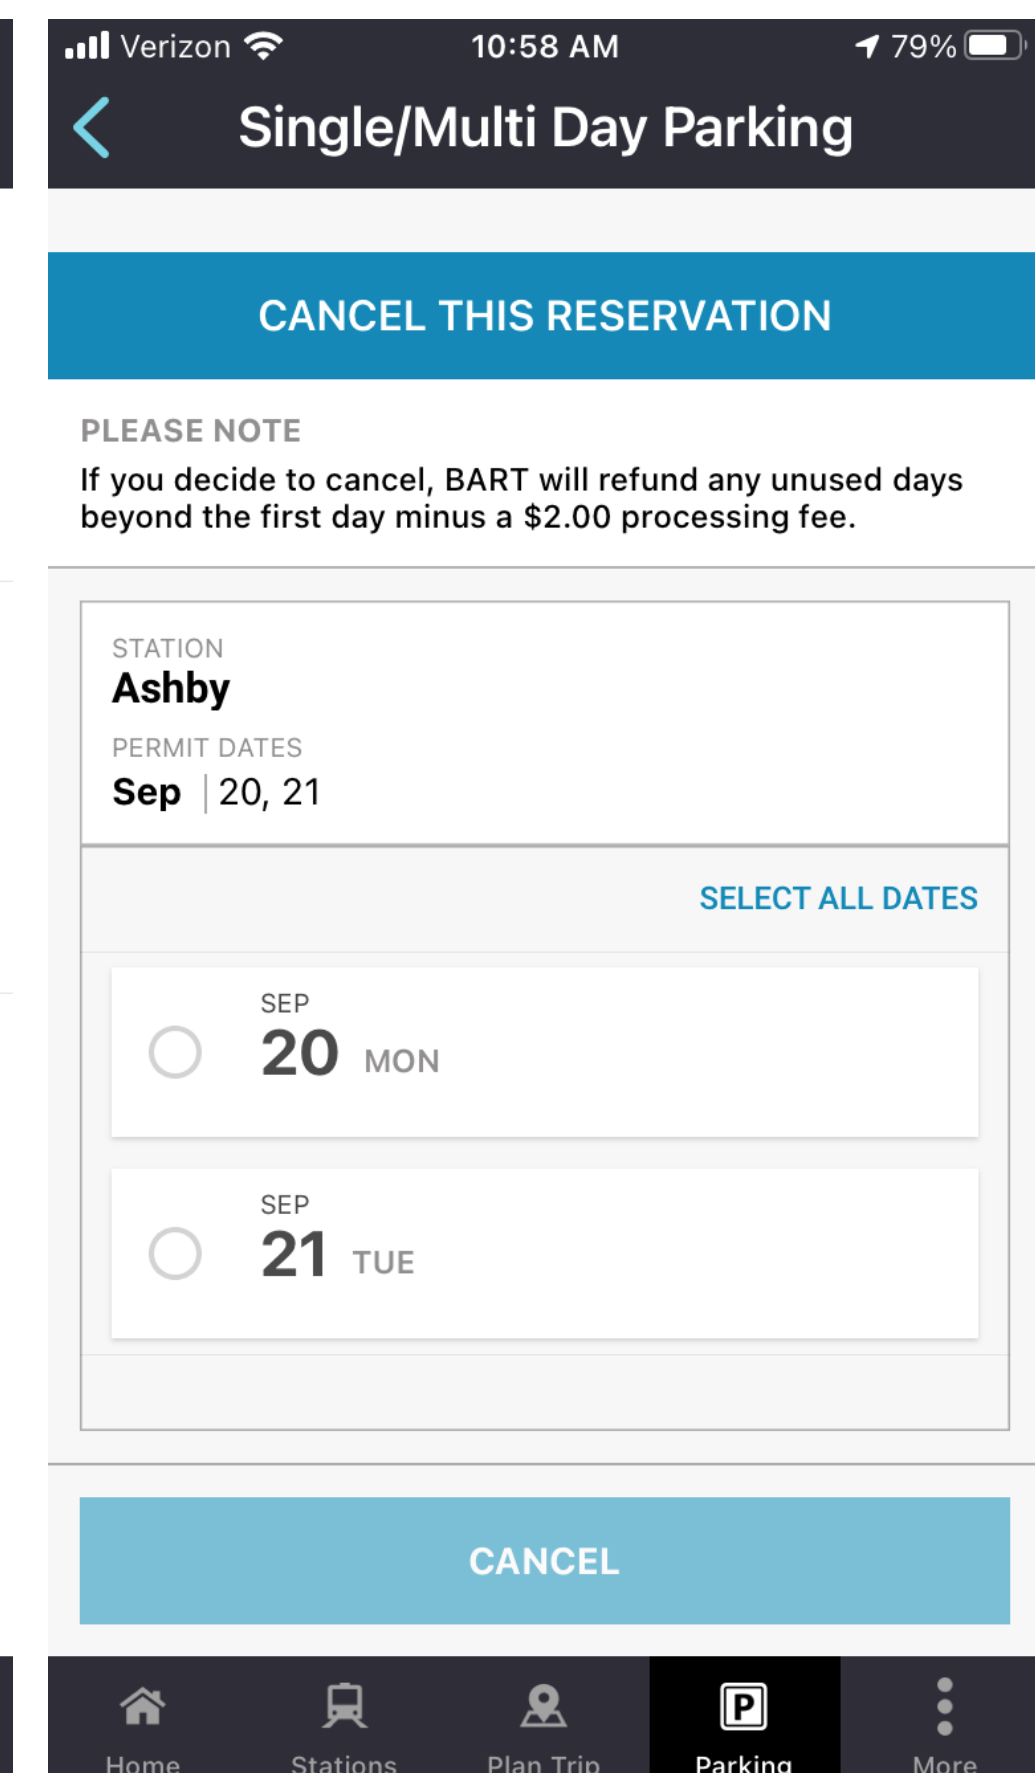 Verizon 10:58 AM 79%
Single/Multi Day Parking
CANCEL THIS RESERVATION
PLEASE NOTE
If you decide to cancel, BART will refund any unused days
beyond the first day minus a $2.00 processing fee.
STATION
Ashby
PERMIT DATES
Sep | 20, 21
SELECT ALL DATES
SEP
20 MON
SEP
21 TUE
CANCEL
P
Home Stations Plan Trip Parking More